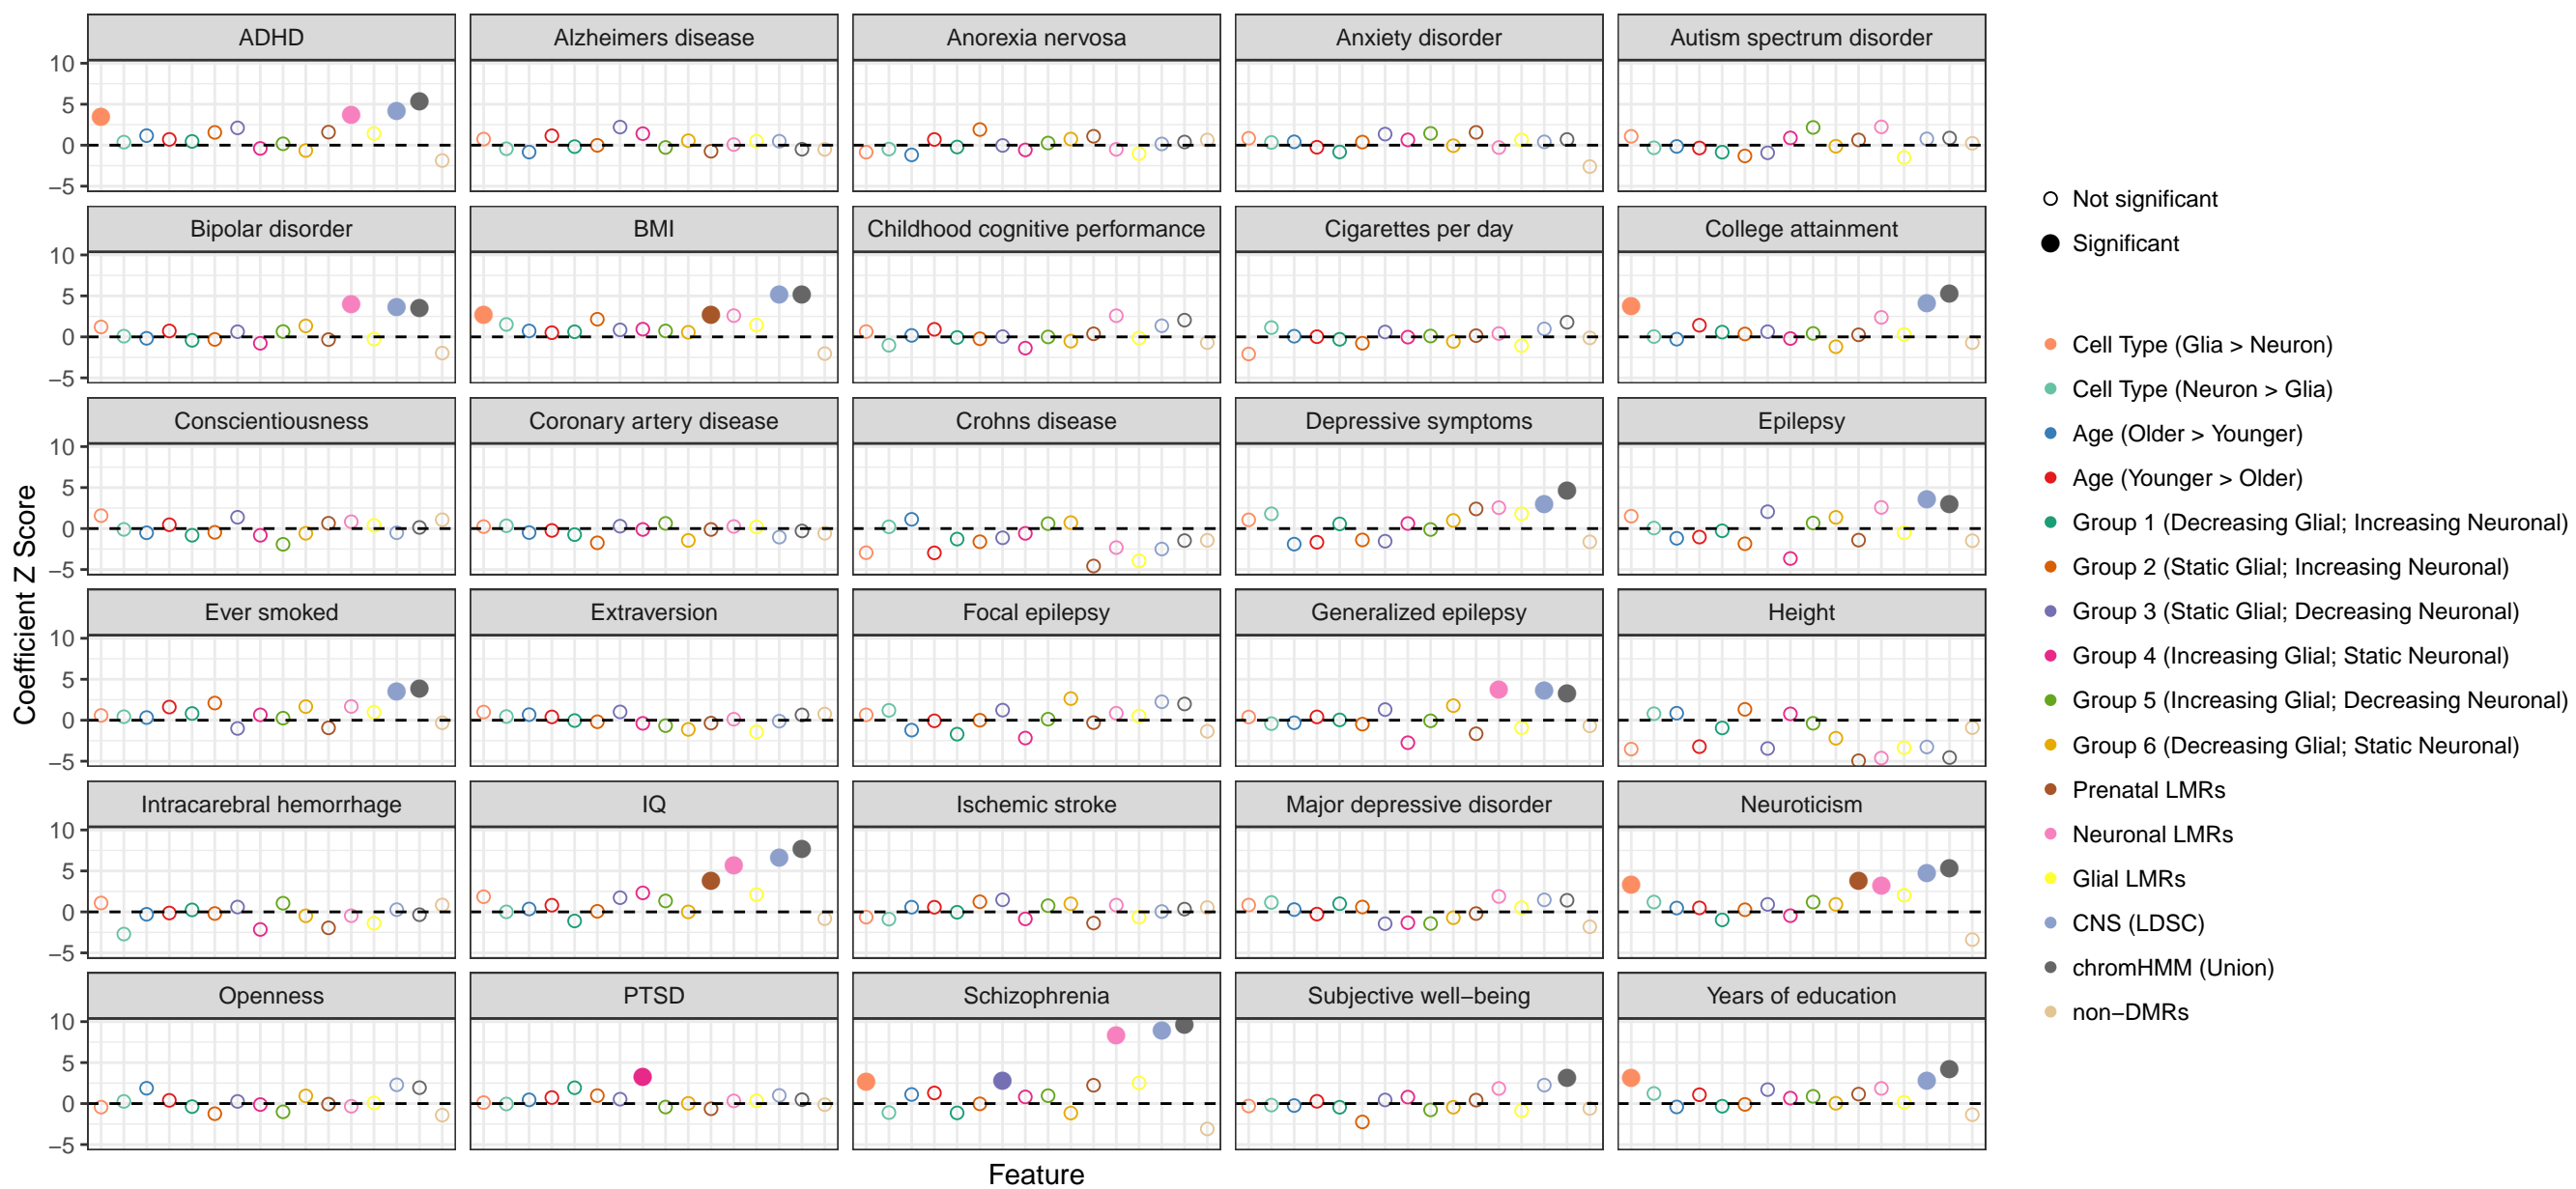 ADHD
Alzheimers disease
Anorexia nervosa
Anxiety disorder
Autism spectrum disorder
10
5
0
−5
Bipolar disorder
BMI
Childhood cognitive performance
Cigarettes per day
College attainment
10
5
0
−5
Conscientiousness
Coronary artery disease
Crohns disease
Depressive symptoms
Epilepsy
10
5
0
−5
Ever smoked
Extraversion
Focal epilepsy
Generalized epilepsy
Height
10
5
0
−5
Intracarebral hemorrhage
IQ
Ischemic stroke
Major depressive disorder
Neuroticism
10
5
0
−5
Openness
PTSD
Schizophrenia
Subjective well−being
Years of education
10
5
0
−5
Coefficient Z Score
Feature
Not significant
Significant
Cell Type (Glia > Neuron)
Cell Type (Neuron > Glia)
Age (Older > Younger)
Age (Younger > Older)
Group 1 (Decreasing Glial; Increasing Neuronal)
Group 2 (Static Glial; Increasing Neuronal)
Group 3 (Static Glial; Decreasing Neuronal)
Group 4 (Increasing Glial; Static Neuronal)
Group 5 (Increasing Glial; Decreasing Neuronal)
Group 6 (Decreasing Glial; Static Neuronal)
Prenatal LMRs
Neuronal LMRs
Glial LMRs
CNS (LDSC)
chromHMM (Union)
non−DMRs